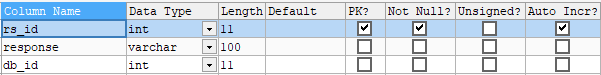 Column Name Data Type Length Default PK? Not Null? Unsigned? Auto Incr?
rs_id int 11
response varchar 100
db_id int 11